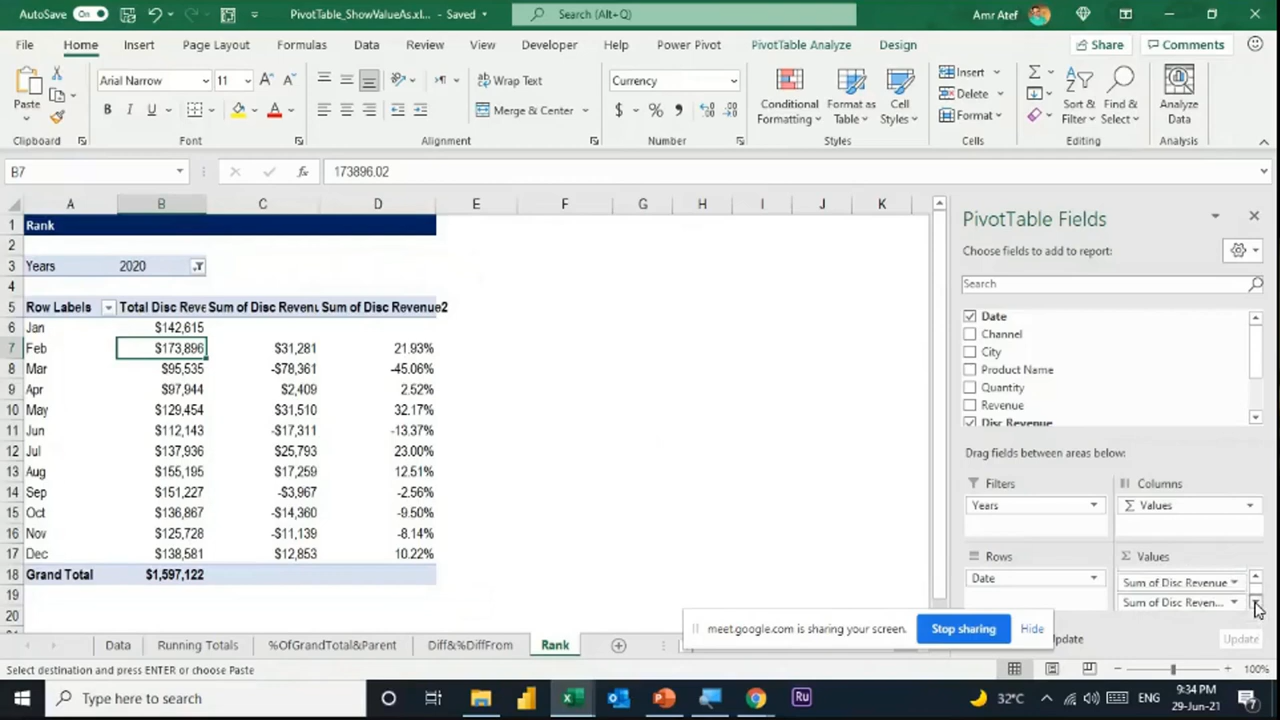 AutoSave On PivotTable_ShowValueAs.xl... - Saved Search (Alt+Q) Amr Atef
File Home Insert Page Layout Formulas Data Review View Developer Help Power Pivot PivotTable Analyze Design Share Comments
Paste
Arial Narrow 11
B I U A
Clipboard
Font
Wrap Text
Merge & Center
Alignment
Currency
$ % 9
Number
Conditional Formatting
Format as Table
Cell Styles
Styles
Insert
Delete
Format
Cells
Sort & Filter
Find & Select
Editing
Analyze Data
Analysis
B7 fx 173896.02
A B C D E F G H J K
1 Rank
2
3 Years 2020
4
5 Row Labels Total Disc Reve Sum of Disc Revenu Sum of Disc Revenue2
6 Jan $142,615
7 Feb $173,896 $31,281 21.93%
8 Mar $95,535 -$78,361 -45.06%
9 Apr $97,944 $2,409 2.52%
10 May $129,454 $31,510 32.17%
11 Jun $112,143 -$17,311 -13.37%
12 Jul $137,936 $25,793 23.00%
13 Aug $155,195 $17,259 12.51%
14 Sep $151,227 -$3,967 -2.56%
15 Oct $136,867 -$14,360 -9.50%
16 Nov $125,728 -$11,139 -8.14%
17 Dec $138,581 $12,853 10.22%
18 Grand Total $1,597,122
19
20
PivotTable Fields
Choose fields to add to report:
Search
Date
Channel
City
Product Name
Quantity
Revenue
Disc Revenue
Drag fields between areas below:
Filters
Years
Columns
Σ Values
Rows
Date
Σ Values
Sum of Disc Revenue
Sum of Disc Reven...
Update
Update
meet.google.com is sharing your screen. Stop sharing Hide
Data Running Totals %OfGrandTotal&Parent Diff&%DiffFrom Rank
Select destination and press ENTER or choose Paste 100%
Type here to search
Ru
32°C
ENG
9:34 PM
29-Jun-21
7